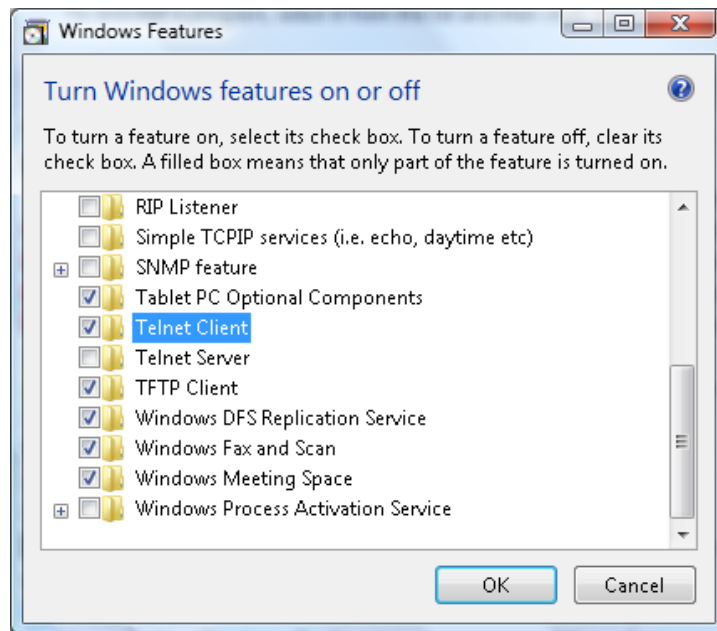 Windows Features
Turn Windows features on or off
To turn a feature on, select its check box. To turn a feature off, clear its
check box. A filled box means that only part of the feature is turned on.
RIP Listener
Simple TCPIP services (i.e. echo, daytime etc)
SNMP feature
Tablet PC Optional Components
Telnet Client
Telnet Server
TFTP Client
Windows DFS Replication Service
Windows Fax and Scan
Windows Meeting Space
Windows Process Activation Service
OK Cancel